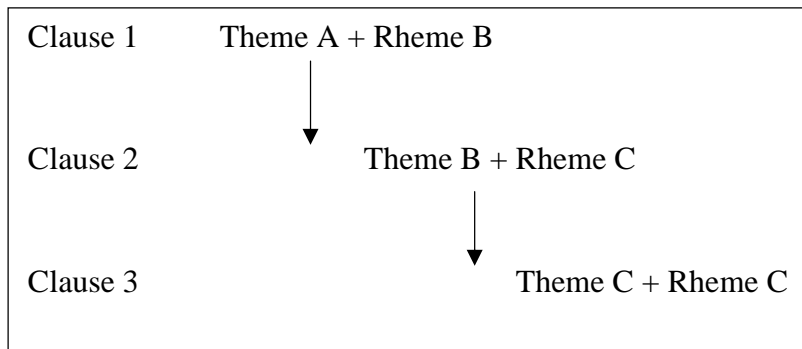 Clause 1 Theme A + Rheme B
Clause 2 Theme B + Rheme C
Clause 3 Theme C + Rheme C